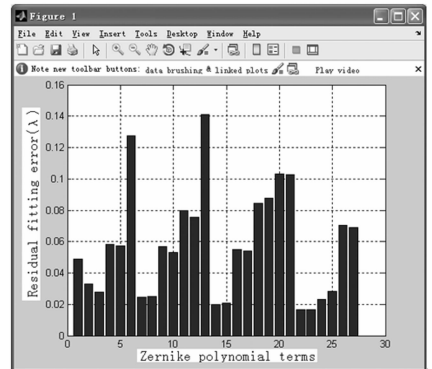 Figure 1
File Edit View Insert Tools Desktop Window Help
Note new toolbar buttons: data brushing & linked plots Play video
0.16
0.14
0.12
0.1
0.08
0.06
0.04
0.02
0
Residual fitting error(λ)
0 5 10 15 20 25 30
Zernike polynomial terms